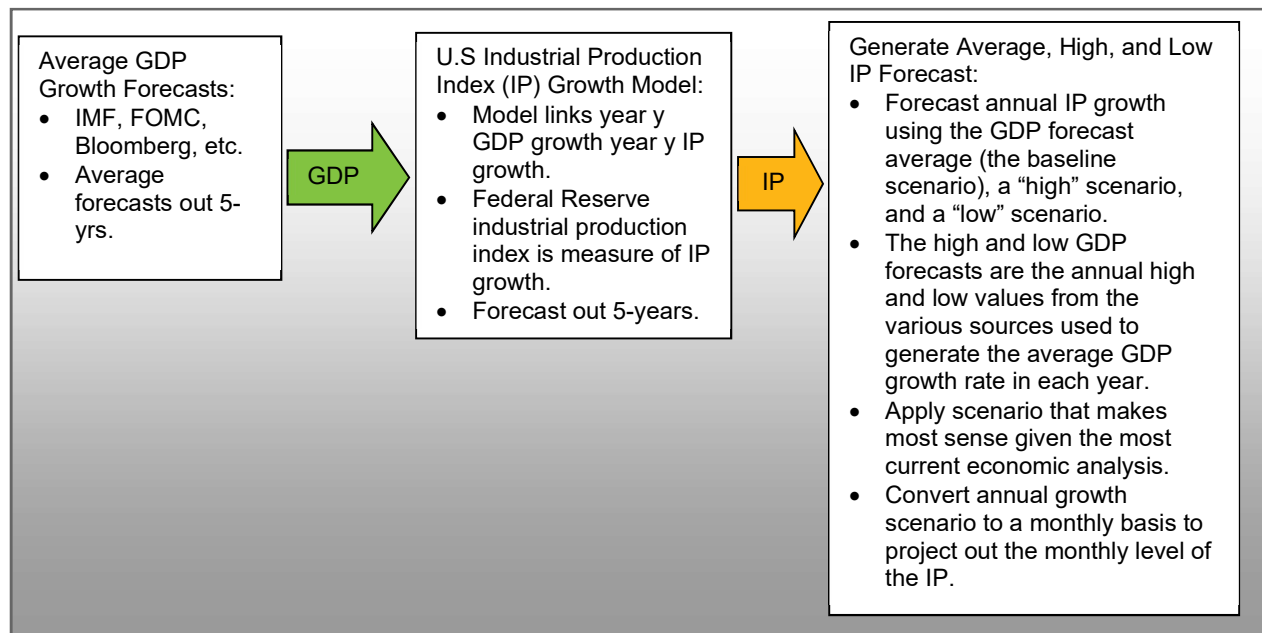 Average GDP
Growth Forecasts:
• IMF, FOMC,
Bloomberg, etc.
• Average
forecasts out 5-
yrs.
GDP
U.S Industrial Production
Index (IP) Growth Model:
• Model links year y
GDP growth year y IP
growth.
• Federal Reserve
industrial production
index is measure of IP
growth.
• Forecast out 5-years.
IP
Generate Average, High, and Low
IP Forecast:
• Forecast annual IP growth
using the GDP forecast
average (the baseline
scenario), a “high” scenario,
and a “low” scenario.
• The high and low GDP
forecasts are the annual high
and low values from the
various sources used to
generate the average GDP
growth rate in each year.
• Apply scenario that makes
most sense given the most
current economic analysis.
• Convert annual growth
scenario to a monthly basis to
project out the monthly level of
the IP.